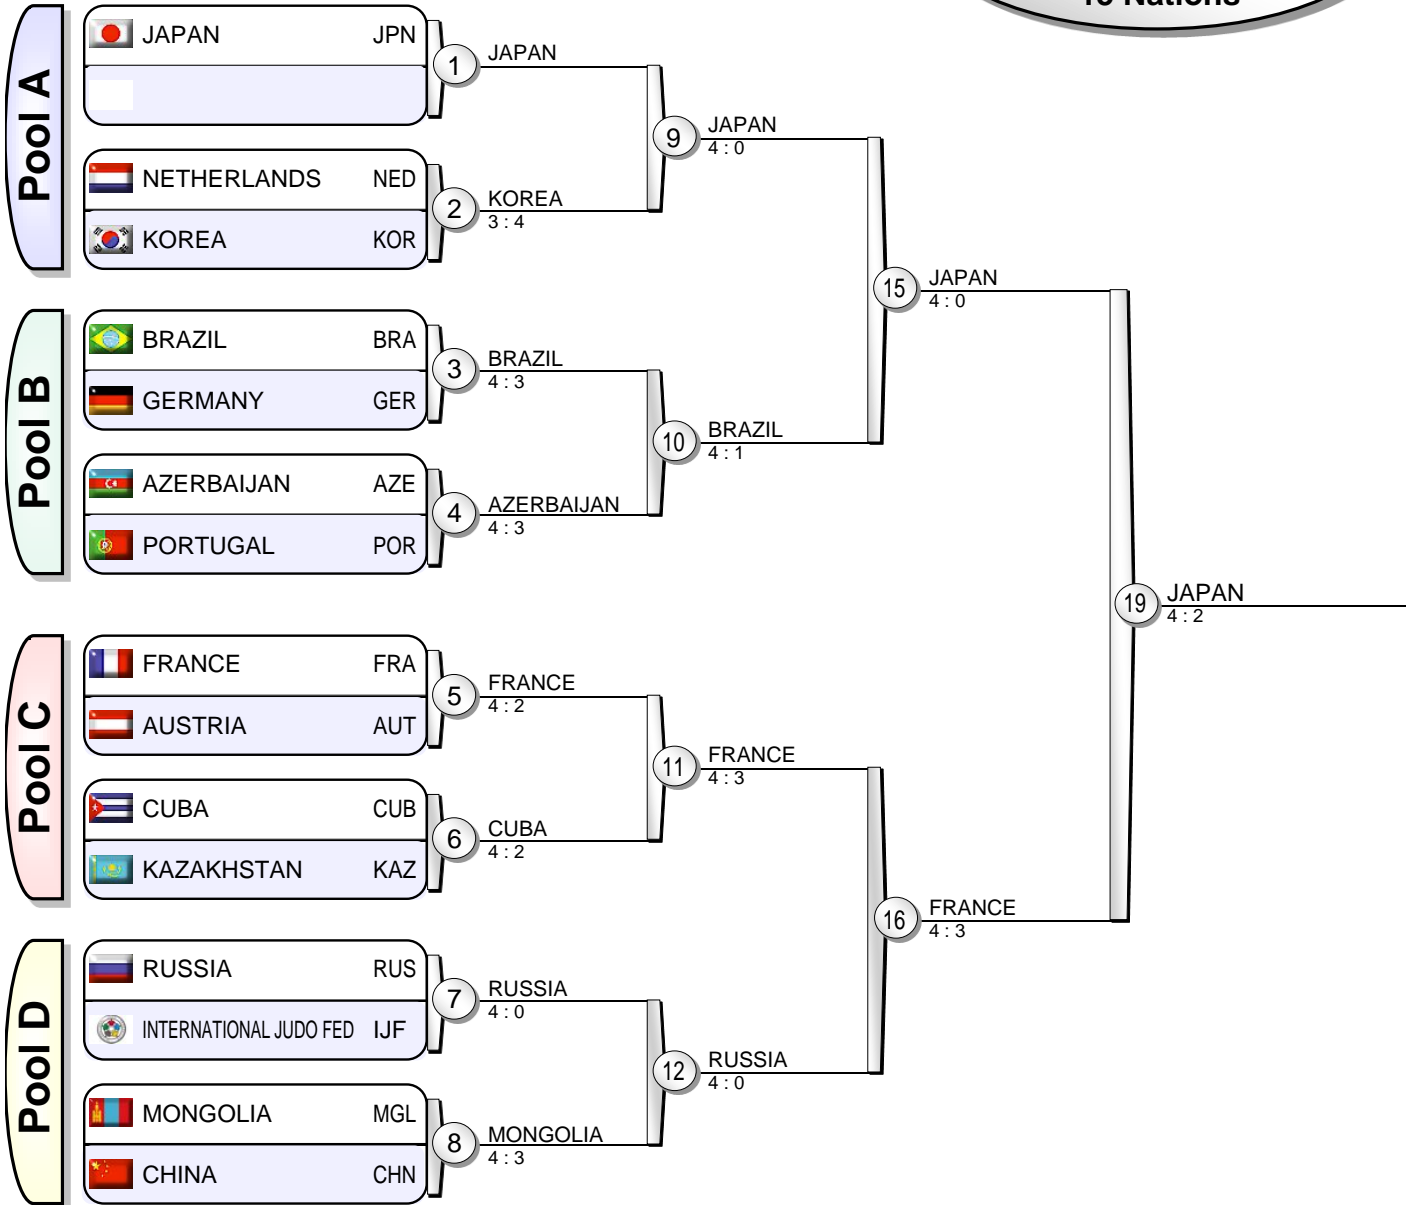 Pool A
JAPAN JPN
NETHERLANDS NED
KOREA KOR
1 JAPAN
2 KOREA
3 : 4
9 JAPAN
4 : 0
Pool B
BRAZIL BRA
GERMANY GER
AZERBAIJAN AZE
PORTUGAL POR
3 BRAZIL
4 : 3
4 AZERBAIJAN
4 : 3
10 BRAZIL
4 : 1
15 JAPAN
4 : 0
Pool C
FRANCE FRA
AUSTRIA AUT
CUBA CUB
KAZAKHSTAN KAZ
5 FRANCE
4 : 2
6 CUBA
4 : 2
11 FRANCE
4 : 3
Pool D
RUSSIA RUS
INTERNATIONAL JUDO FED IJF
MONGOLIA MGL
CHINA CHN
7 RUSSIA
4 : 0
8 MONGOLIA
4 : 3
12 RUSSIA
4 : 0
16 FRANCE
4 : 3
19 JAPAN
4 : 2
Nations